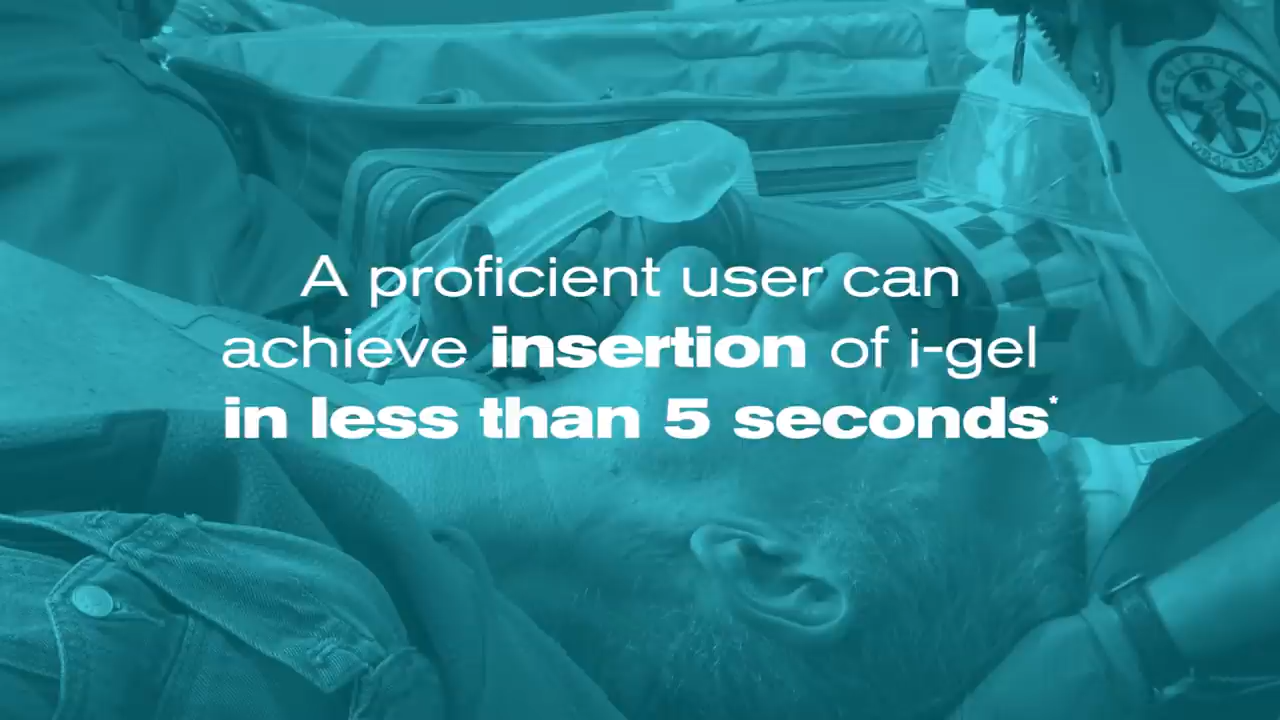 A proficient user can
achieve insertion of i-gel
in less than 5 seconds*